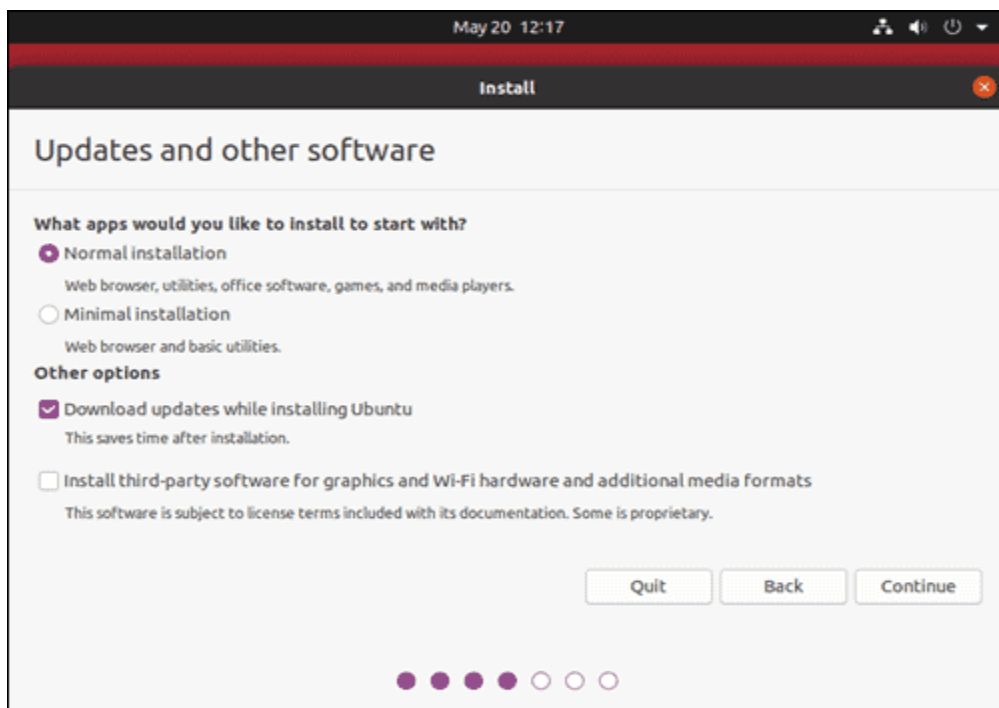 May 20 12:17
Install
Updates and other software
What apps would you like to install to start with?
Normal installation
Web browser, utilities, office software, games, and media players.
Minimal installation
Web browser and basic utilities.
Other options
Download updates while installing Ubuntu
This saves time after installation.
Install third-party software for graphics and Wi-Fi hardware and additional media formats
This software is subject to license terms included with its documentation. Some is proprietary.
Quit Back Continue